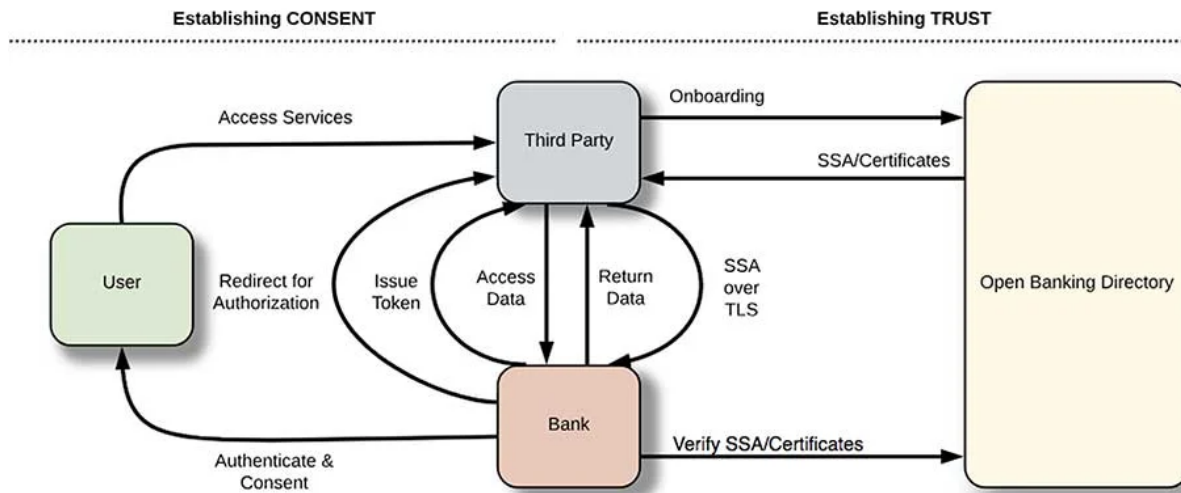 Establishing CONSENT
Establishing TRUST
Access Services
Third Party
Onboarding
SSA/Certificates
User
Redirect for
Authorization
Issue
Token
Access
Data
Return
Data
SSA
over
TLS
Open Banking Directory
Bank
Authenticate &
Consent
Verify SSA/Certificates